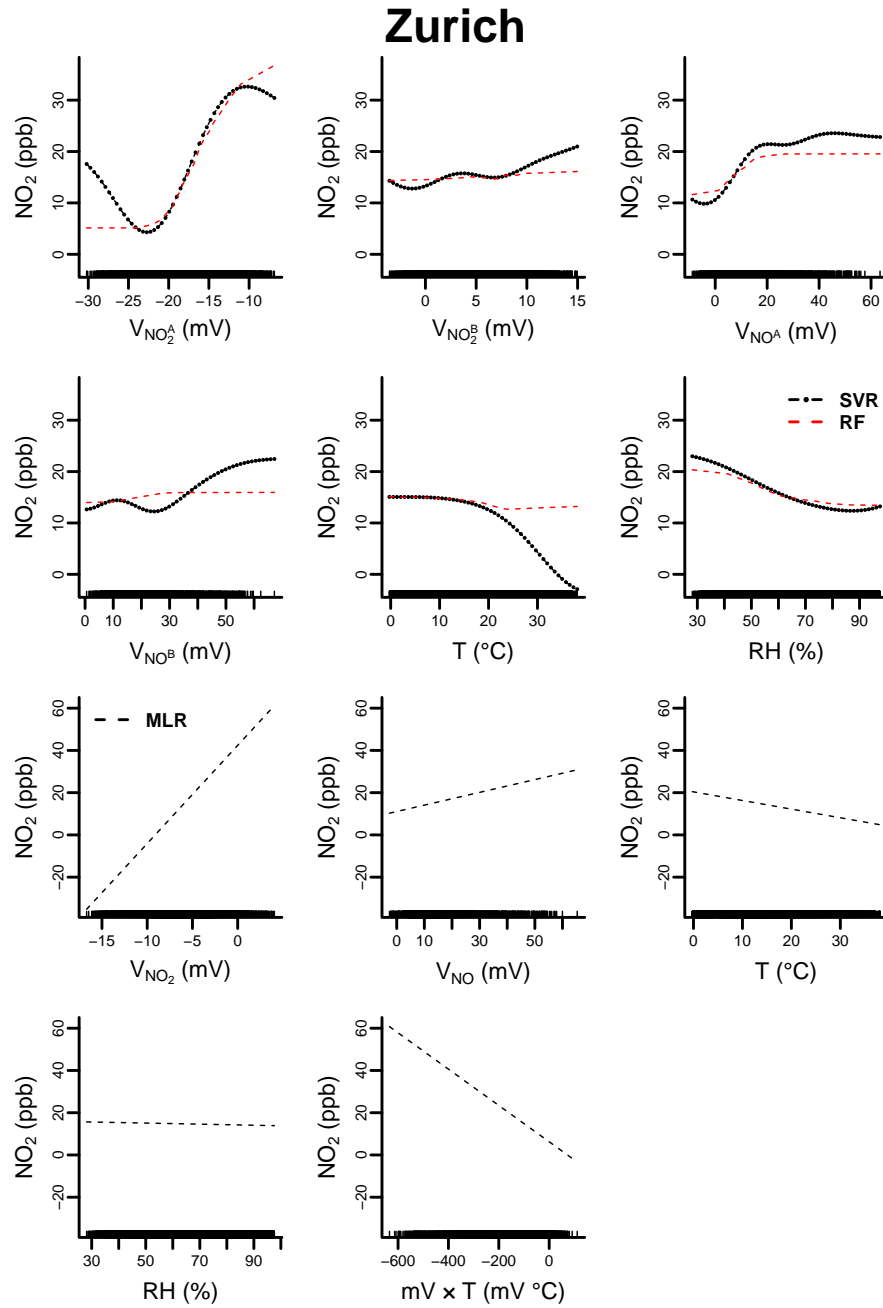 Zurich
NO₂ (ppb)
0 10 20 30
−30 −25 −20 −15 −10
V_NO₂ᴬ (mV)
NO₂ (ppb)
0 10 20 30
0 5 10 15
V_NO₂ᴮ (mV)
NO₂ (ppb)
0 10 20 30
0 20 40 60
V_NOᴬ (mV)
NO₂ (ppb)
0 10 20 30
0 10 30 50
V_NOᴮ (mV)
NO₂ (ppb)
0 10 20 30
0 10 20 30
T (°C)
SVR
RF
NO₂ (ppb)
0 10 20 30
30 50 70 90
RH (%)
MLR
NO₂ (ppb)
−20 0 20 40 60
−15 −10 −5 0
V_NO₂ (mV)
NO₂ (ppb)
−20 0 20 40 60
0 10 30 50
V_NO (mV)
NO₂ (ppb)
−20 0 20 40 60
0 10 20 30
T (°C)
NO₂ (ppb)
−20 0 20 40 60
30 50 70 90
RH (%)
NO₂ (ppb)
−20 0 20 40 60
−600 −400 −200 0
mV × T (mV °C)